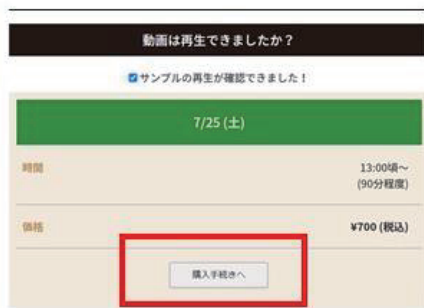 動画は再生できましたか？
サンプルの再生が確認できました！
7/25 (土)
時間
13:00頃～
(90分程度)
価格
¥700 (税込)
購入手続きへ